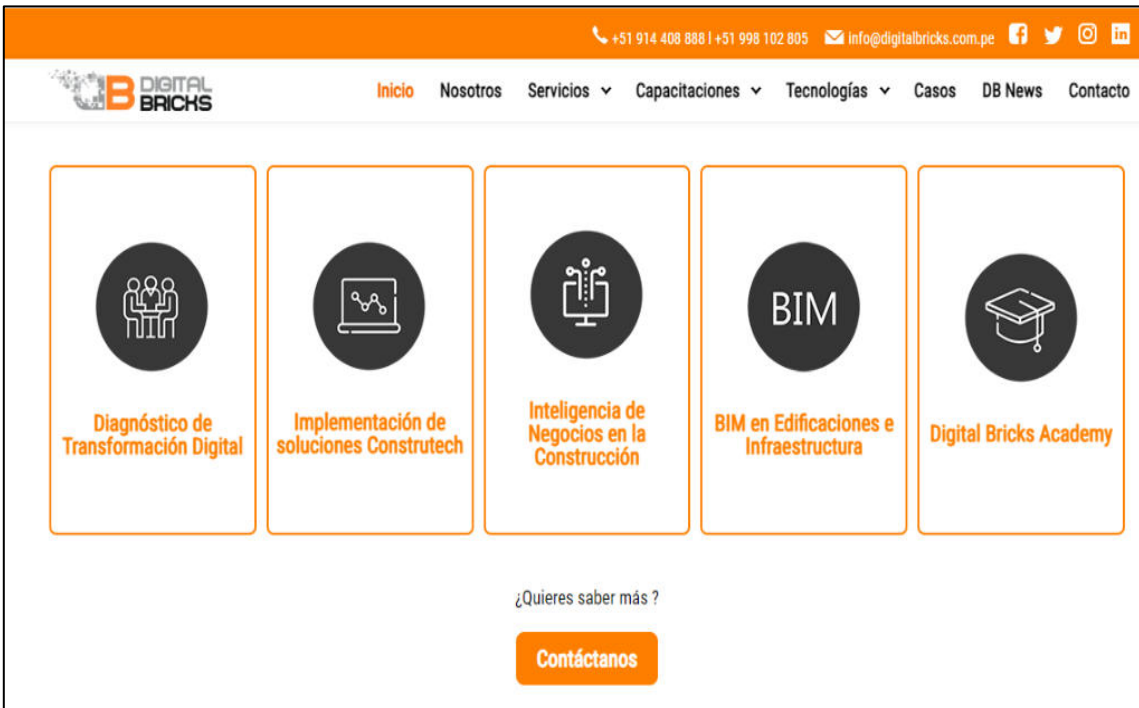 +51 914 408 888 | +51 998 102 805 info@digitalbricks.com.pe
DB DIGITAL BRICKS
Inicio Nosotros Servicios Capacitaciones Tecnologías Casos DB News Contacto
BIM
Diagnóstico de
Transformación Digital
Implementación de
soluciones Construtech
Inteligencia de
Negocios en la
Construcción
BIM en Edificaciones e
Infraestructura
Digital Bricks Academy
¿Quieres saber más ?
Contáctanos